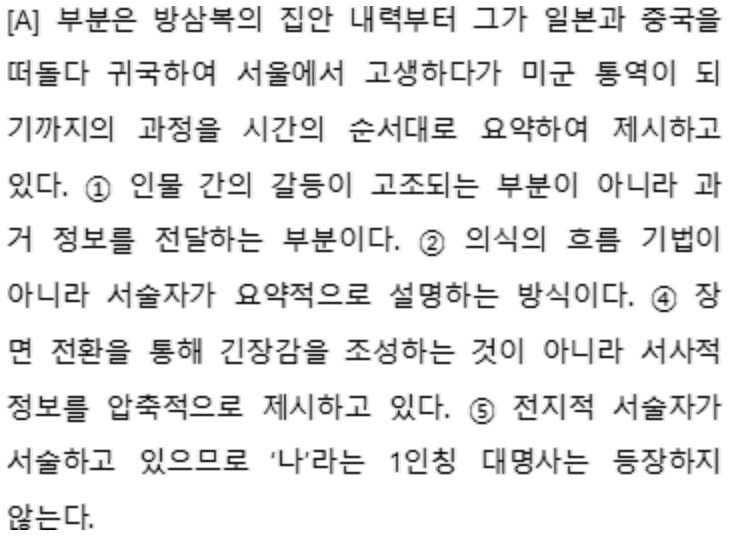 [A] 부분은 방삼복의 집안 내력부터 그가 일본과 중국을
떠돌다 귀국하여 서울에서 고생하다가 미군 통역이 되
기까지의 과정을 시간의 순서대로 요약하여 제시하고
있다. ① 인물 간의 갈등이 고조되는 부분이 아니라 과
거 정보를 전달하는 부분이다. ② 의식의 흐름 기법이
아니라 서술자가 요약적으로 설명하는 방식이다. ④ 장
면 전환을 통해 긴장감을 조성하는 것이 아니라 서사적
정보를 압축적으로 제시하고 있다. ⑤ 전지적 서술자가
서술하고 있으므로 ‘나’라는 1인칭 대명사는 등장하지
않는다.